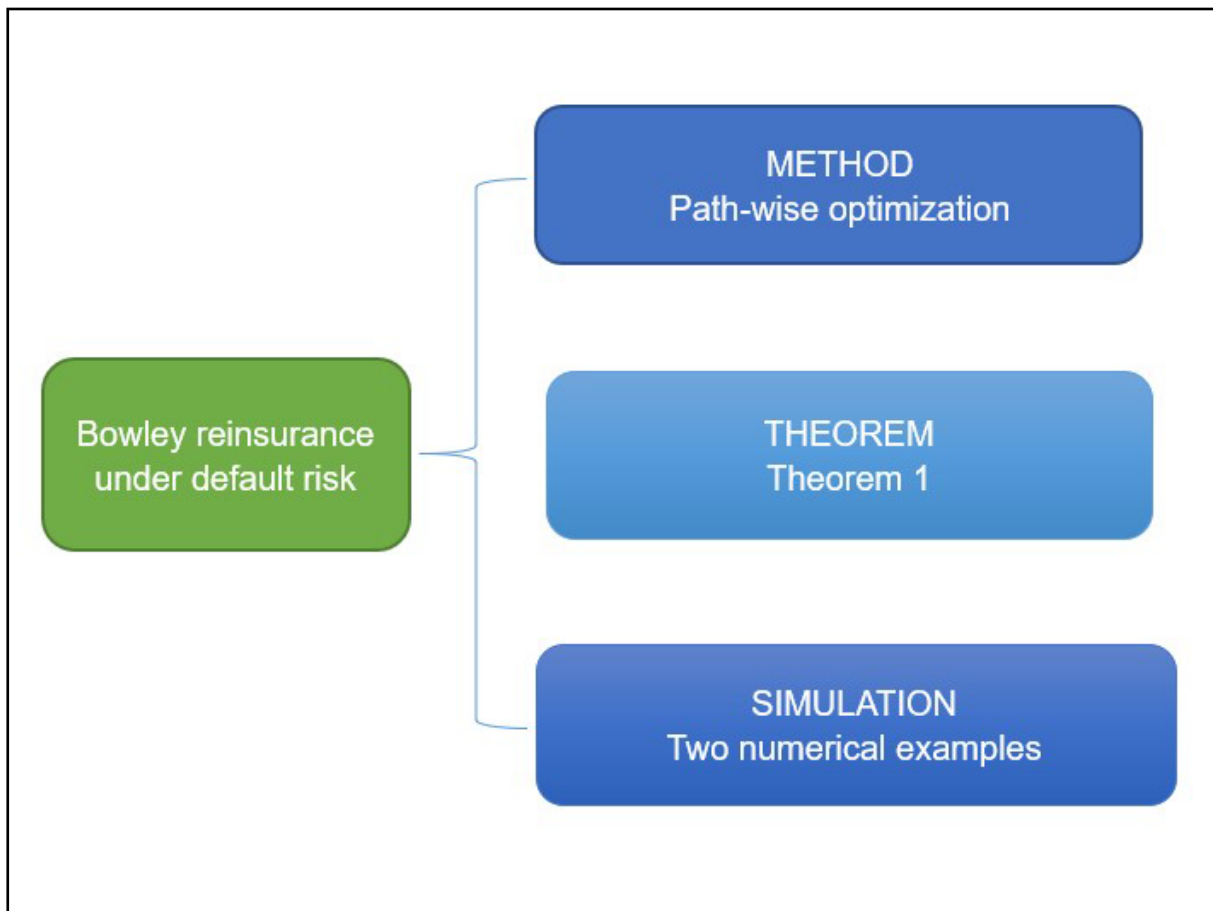 Bowley reinsurance
under default risk
METHOD
Path-wise optimization
THEOREM
Theorem 1
SIMULATION
Two numerical examples